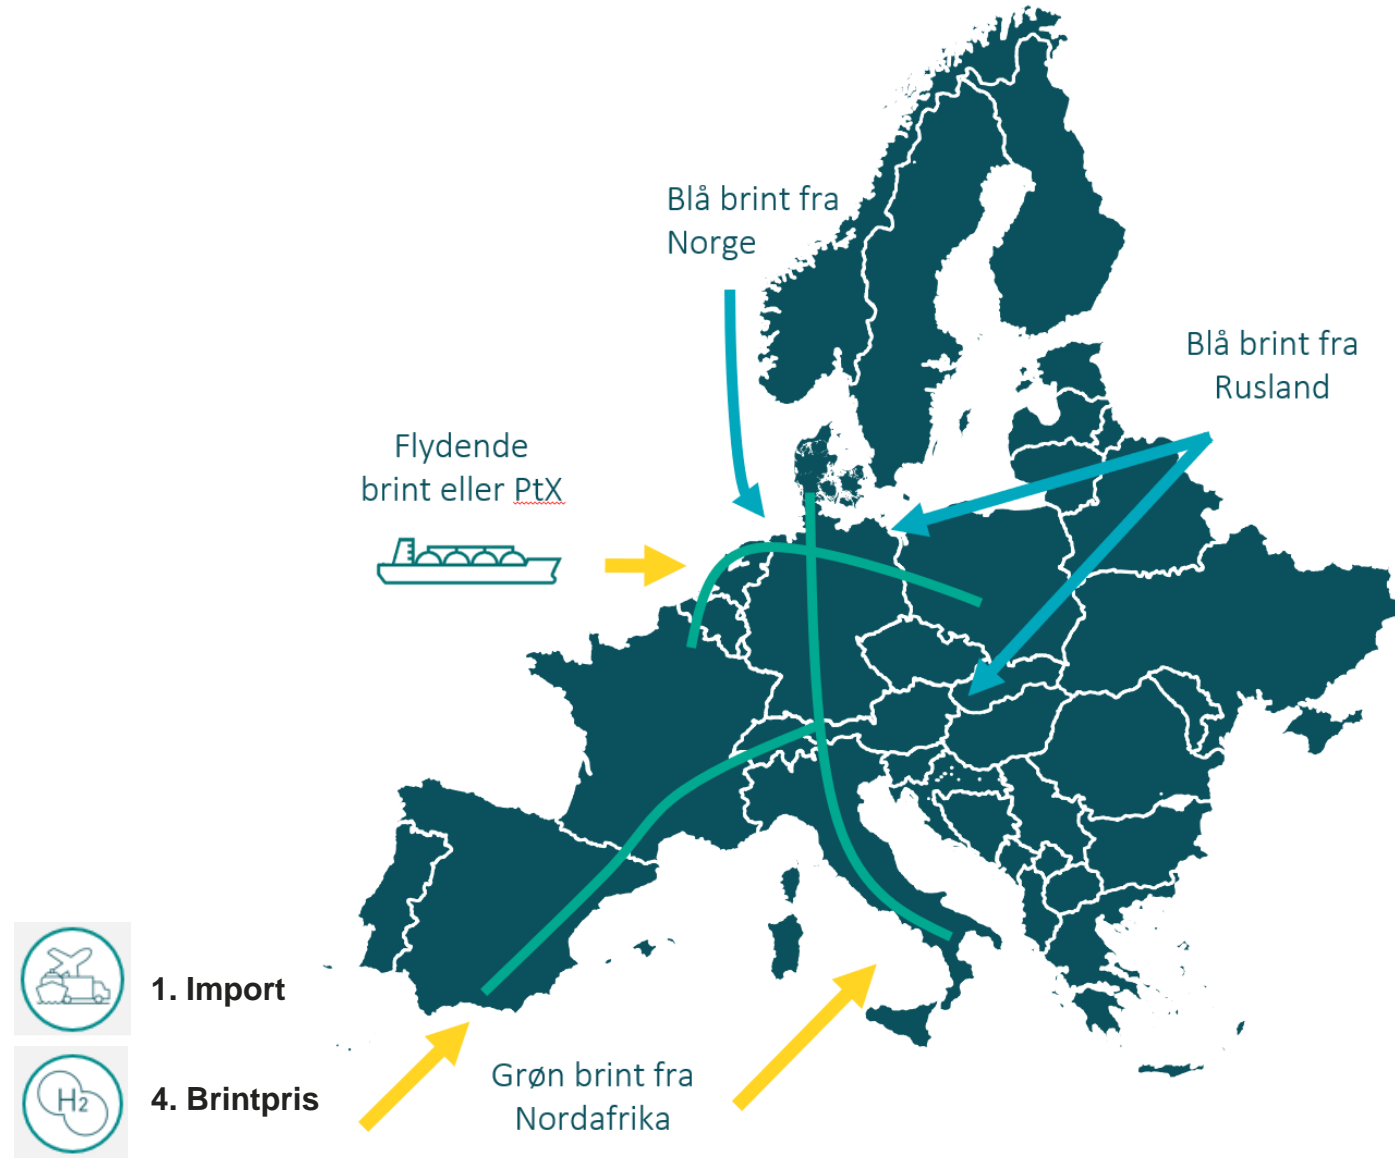 Blå brint fra
Norge
Blå brint fra
Rusland
Flydende
brint eller PtX
1. Import
H2
4. Brintpris
Grøn brint fra
Nordafrika